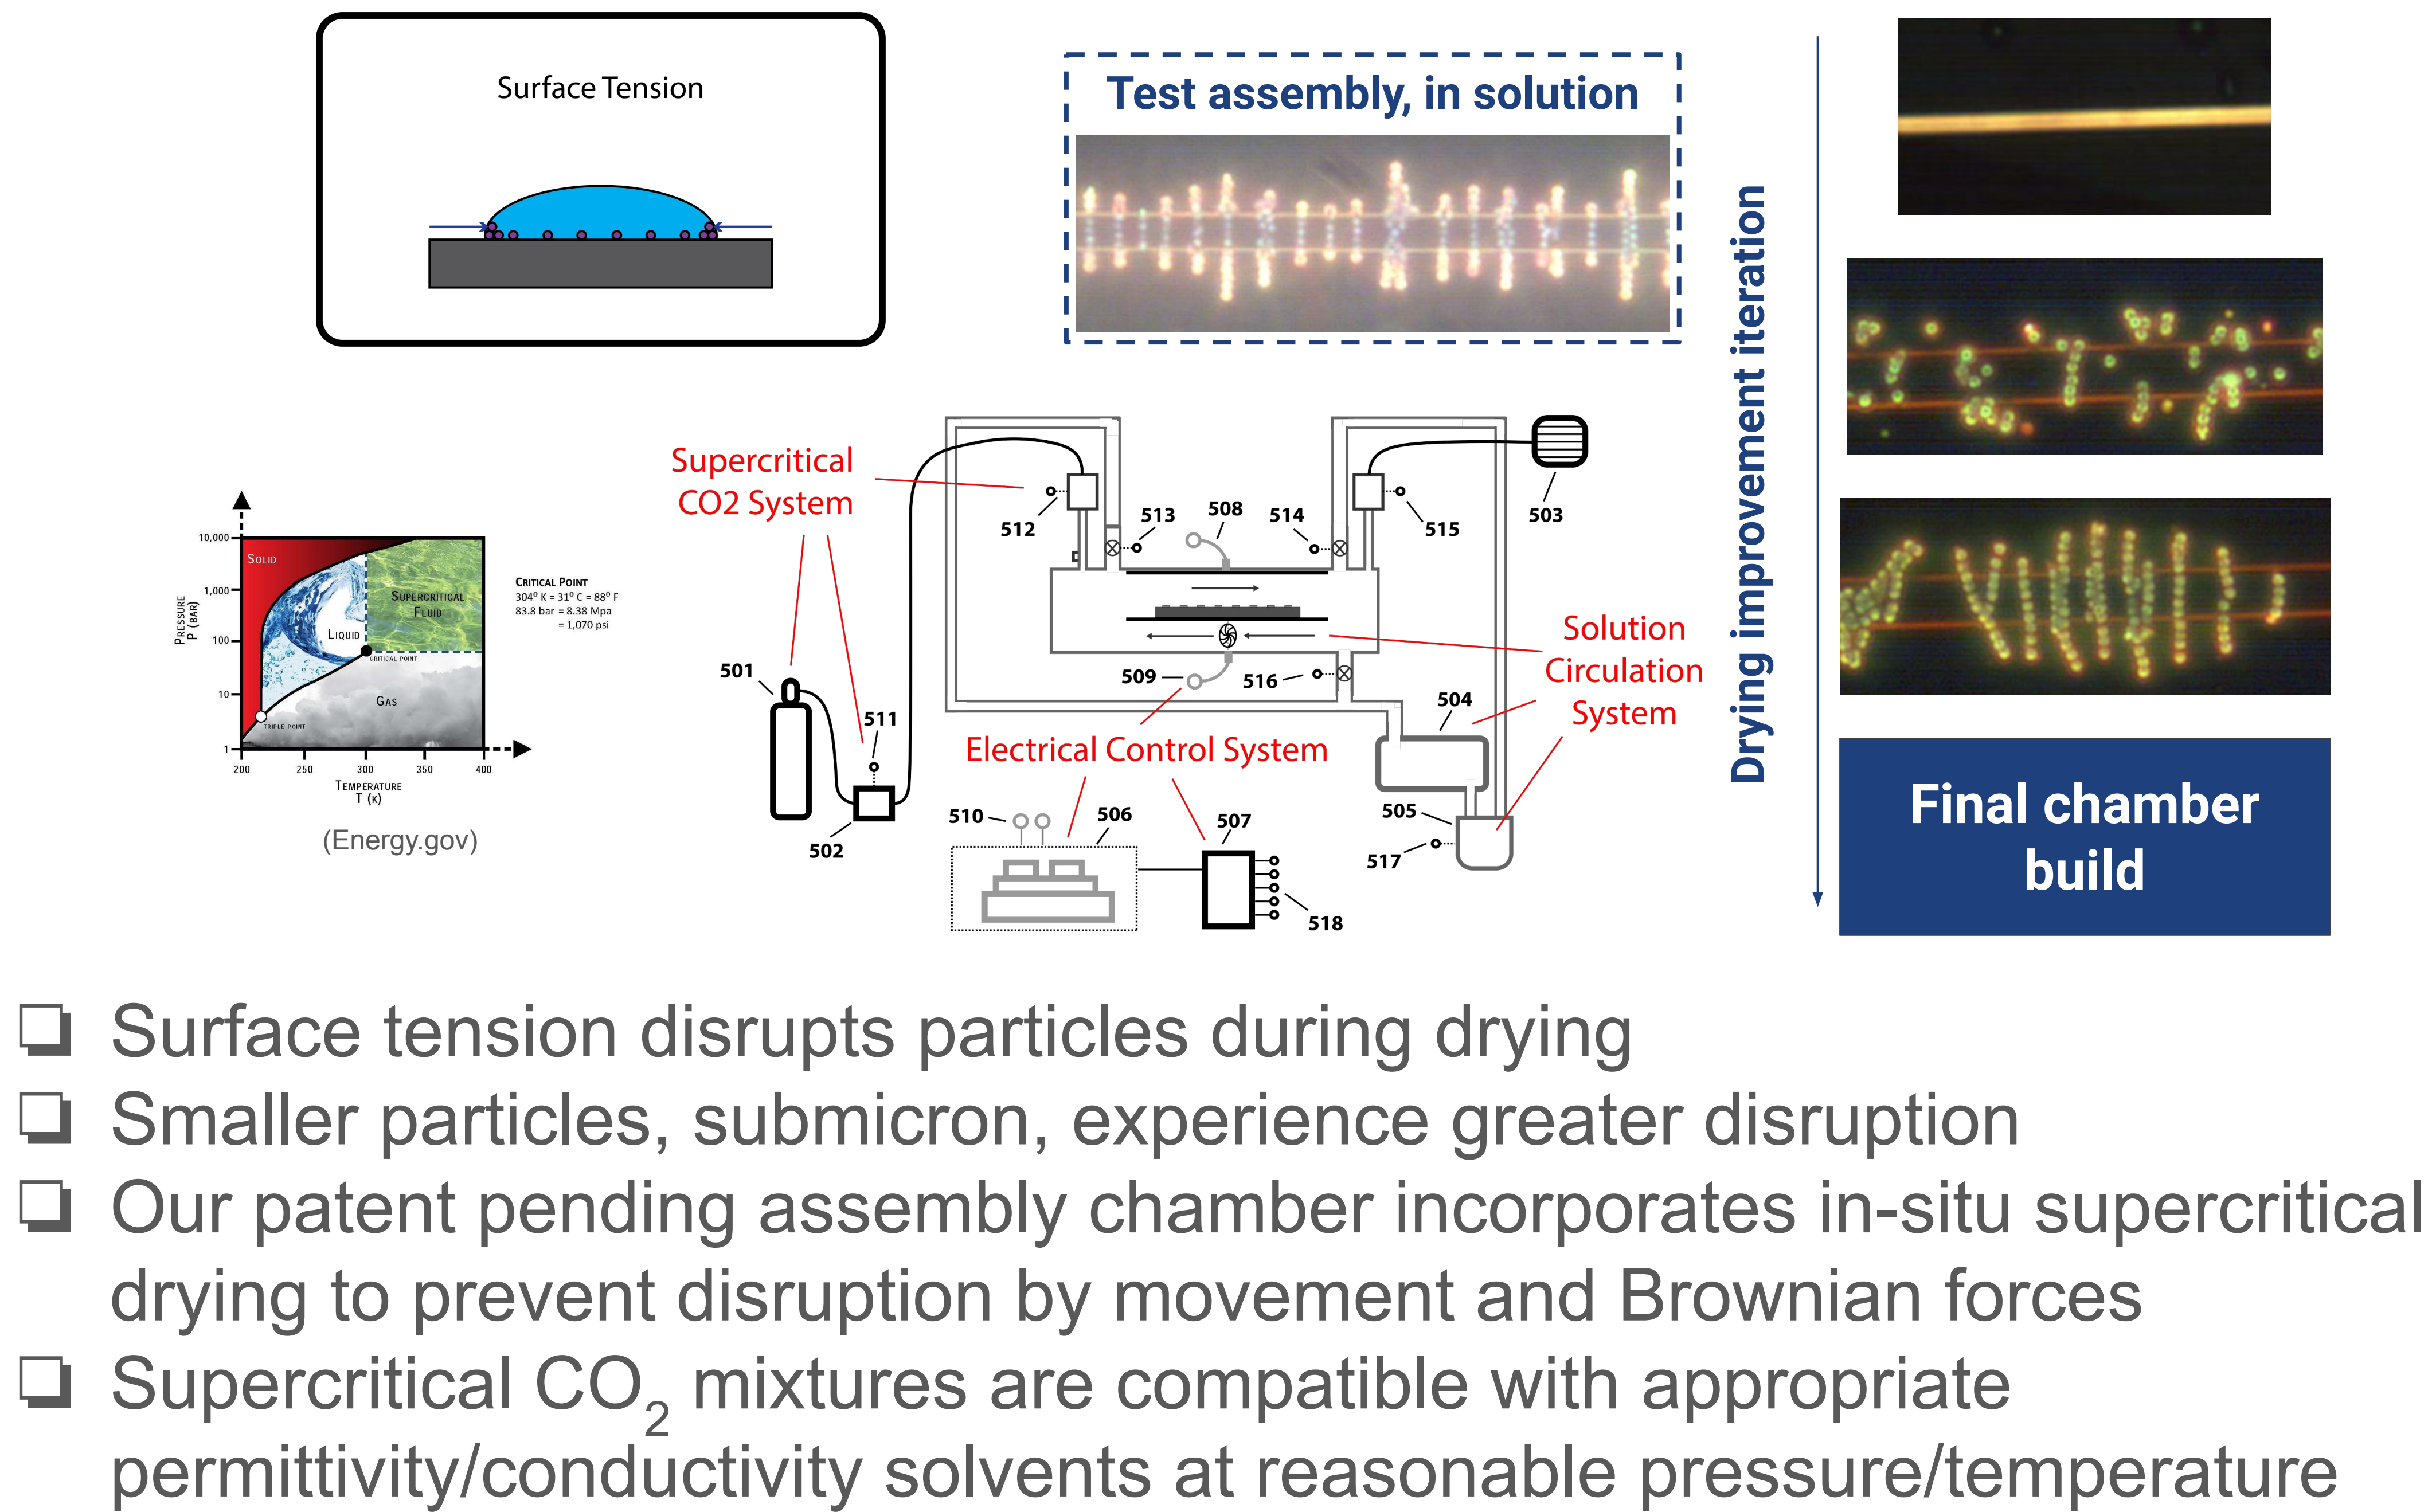 Surface Tension
Test assembly, in solution
Drying improvement iteration
Supercritical
CO2 System
512
513
508
514
515
503
PRESSURE
P (BAR)
10,000
1,000
100
10
1
SOLID
LIQUID
SUPERCRITICAL
FLUID
CRITICAL POINT
GAS
TRIPLE POINT
200
250
300
350
400
TEMPERATURE
T (K)
(Energy.gov)
CRITICAL POINT
304º K = 31º C = 88º F
83.8 bar = 8.38 Mpa
= 1,070 psi
501
511
502
509
516
Solution
Circulation
System
504
Electrical Control System
510
506
507
505
517
518
Final chamber
build
❏ Surface tension disrupts particles during drying
❏ Smaller particles, submicron, experience greater disruption
❏ Our patent pending assembly chamber incorporates in-situ supercritical
drying to prevent disruption by movement and Brownian forces
❏ Supercritical CO₂ mixtures are compatible with appropriate
permittivity/conductivity solvents at reasonable pressure/temperature